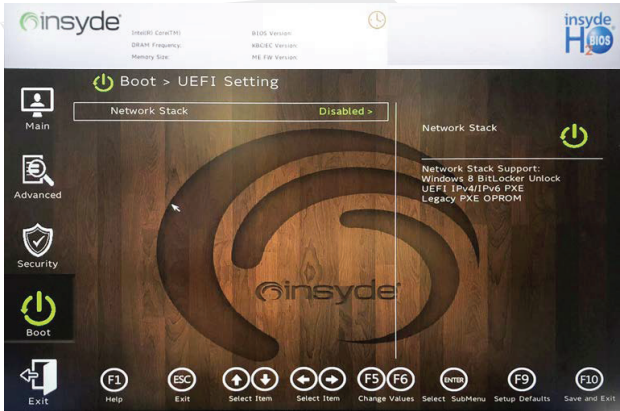 insyde
Intel(R) Core(TM):
DRAM Frequency:
Memory Size:
BIOS Version:
KBC/EC Version:
ME FW Version:
insyde
H2O
BIOS
Boot > UEFI Setting
Network Stack
Disabled >
Network Stack
Network Stack Support:
Windows 8 BitLocker Unlock
UEFI IPv4/IPv6 PXE
Legacy PXE OPROM
Main
Advanced
Security
Boot
Exit
insyde
F1
Help
ESC
Exit
Select Item
Select Item
F5 F6
Change Values
ENTER
Select SubMenu
F9
Setup Defaults
F10
Save and Exit